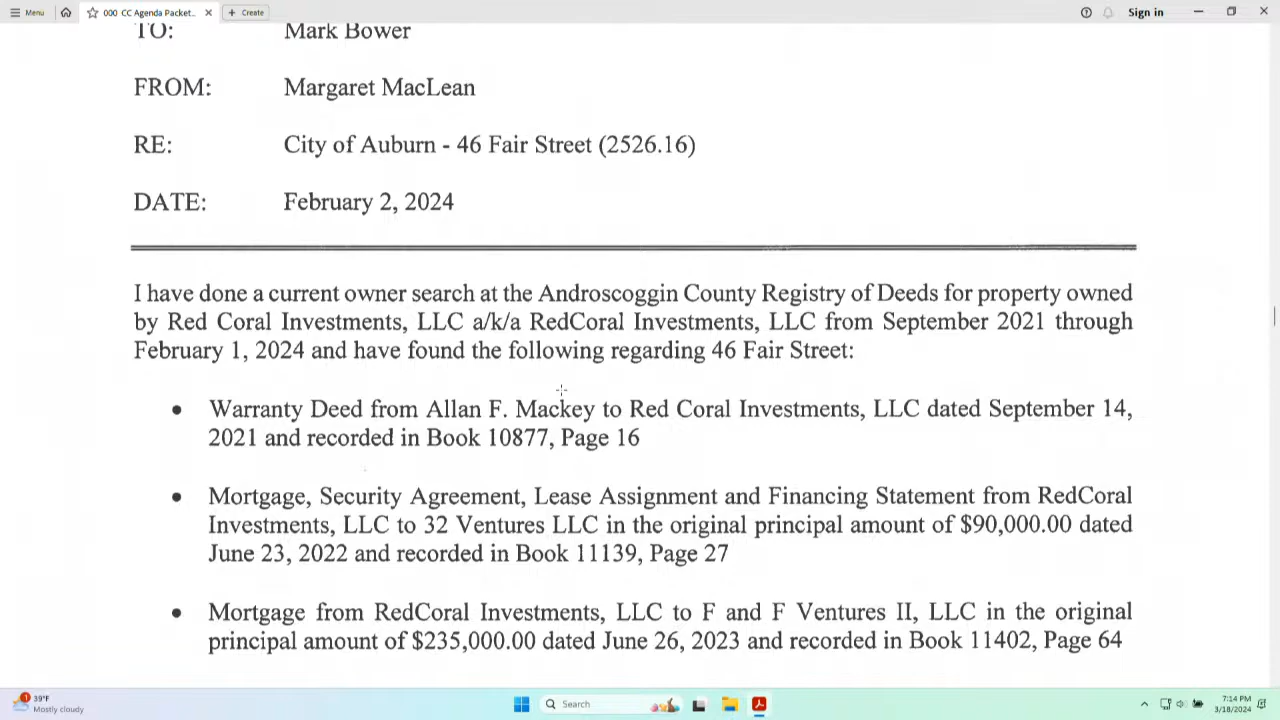 Menu
000 CC Agenda Packet...
+ Create
Sign in
TO: Mark Bower
FROM: Margaret MacLean
RE: City of Auburn - 46 Fair Street (2526.16)
DATE: February 2, 2024
I have done a current owner search at the Androscoggin County Registry of Deeds for property owned
by Red Coral Investments, LLC a/k/a RedCoral Investments, LLC from September 2021 through
February 1, 2024 and have found the following regarding 46 Fair Street:
• Warranty Deed from Allan F. Mackey to Red Coral Investments, LLC dated September 14,
2021 and recorded in Book 10877, Page 16
• Mortgage, Security Agreement, Lease Assignment and Financing Statement from RedCoral
Investments, LLC to 32 Ventures LLC in the original principal amount of $90,000.00 dated
June 23, 2022 and recorded in Book 11139, Page 27
• Mortgage from RedCoral Investments, LLC to F and F Ventures II, LLC in the original
principal amount of $235,000.00 dated June 26, 2023 and recorded in Book 11402, Page 64
1
39°F
Mostly cloudy
Search
7:14 PM
3/18/2024